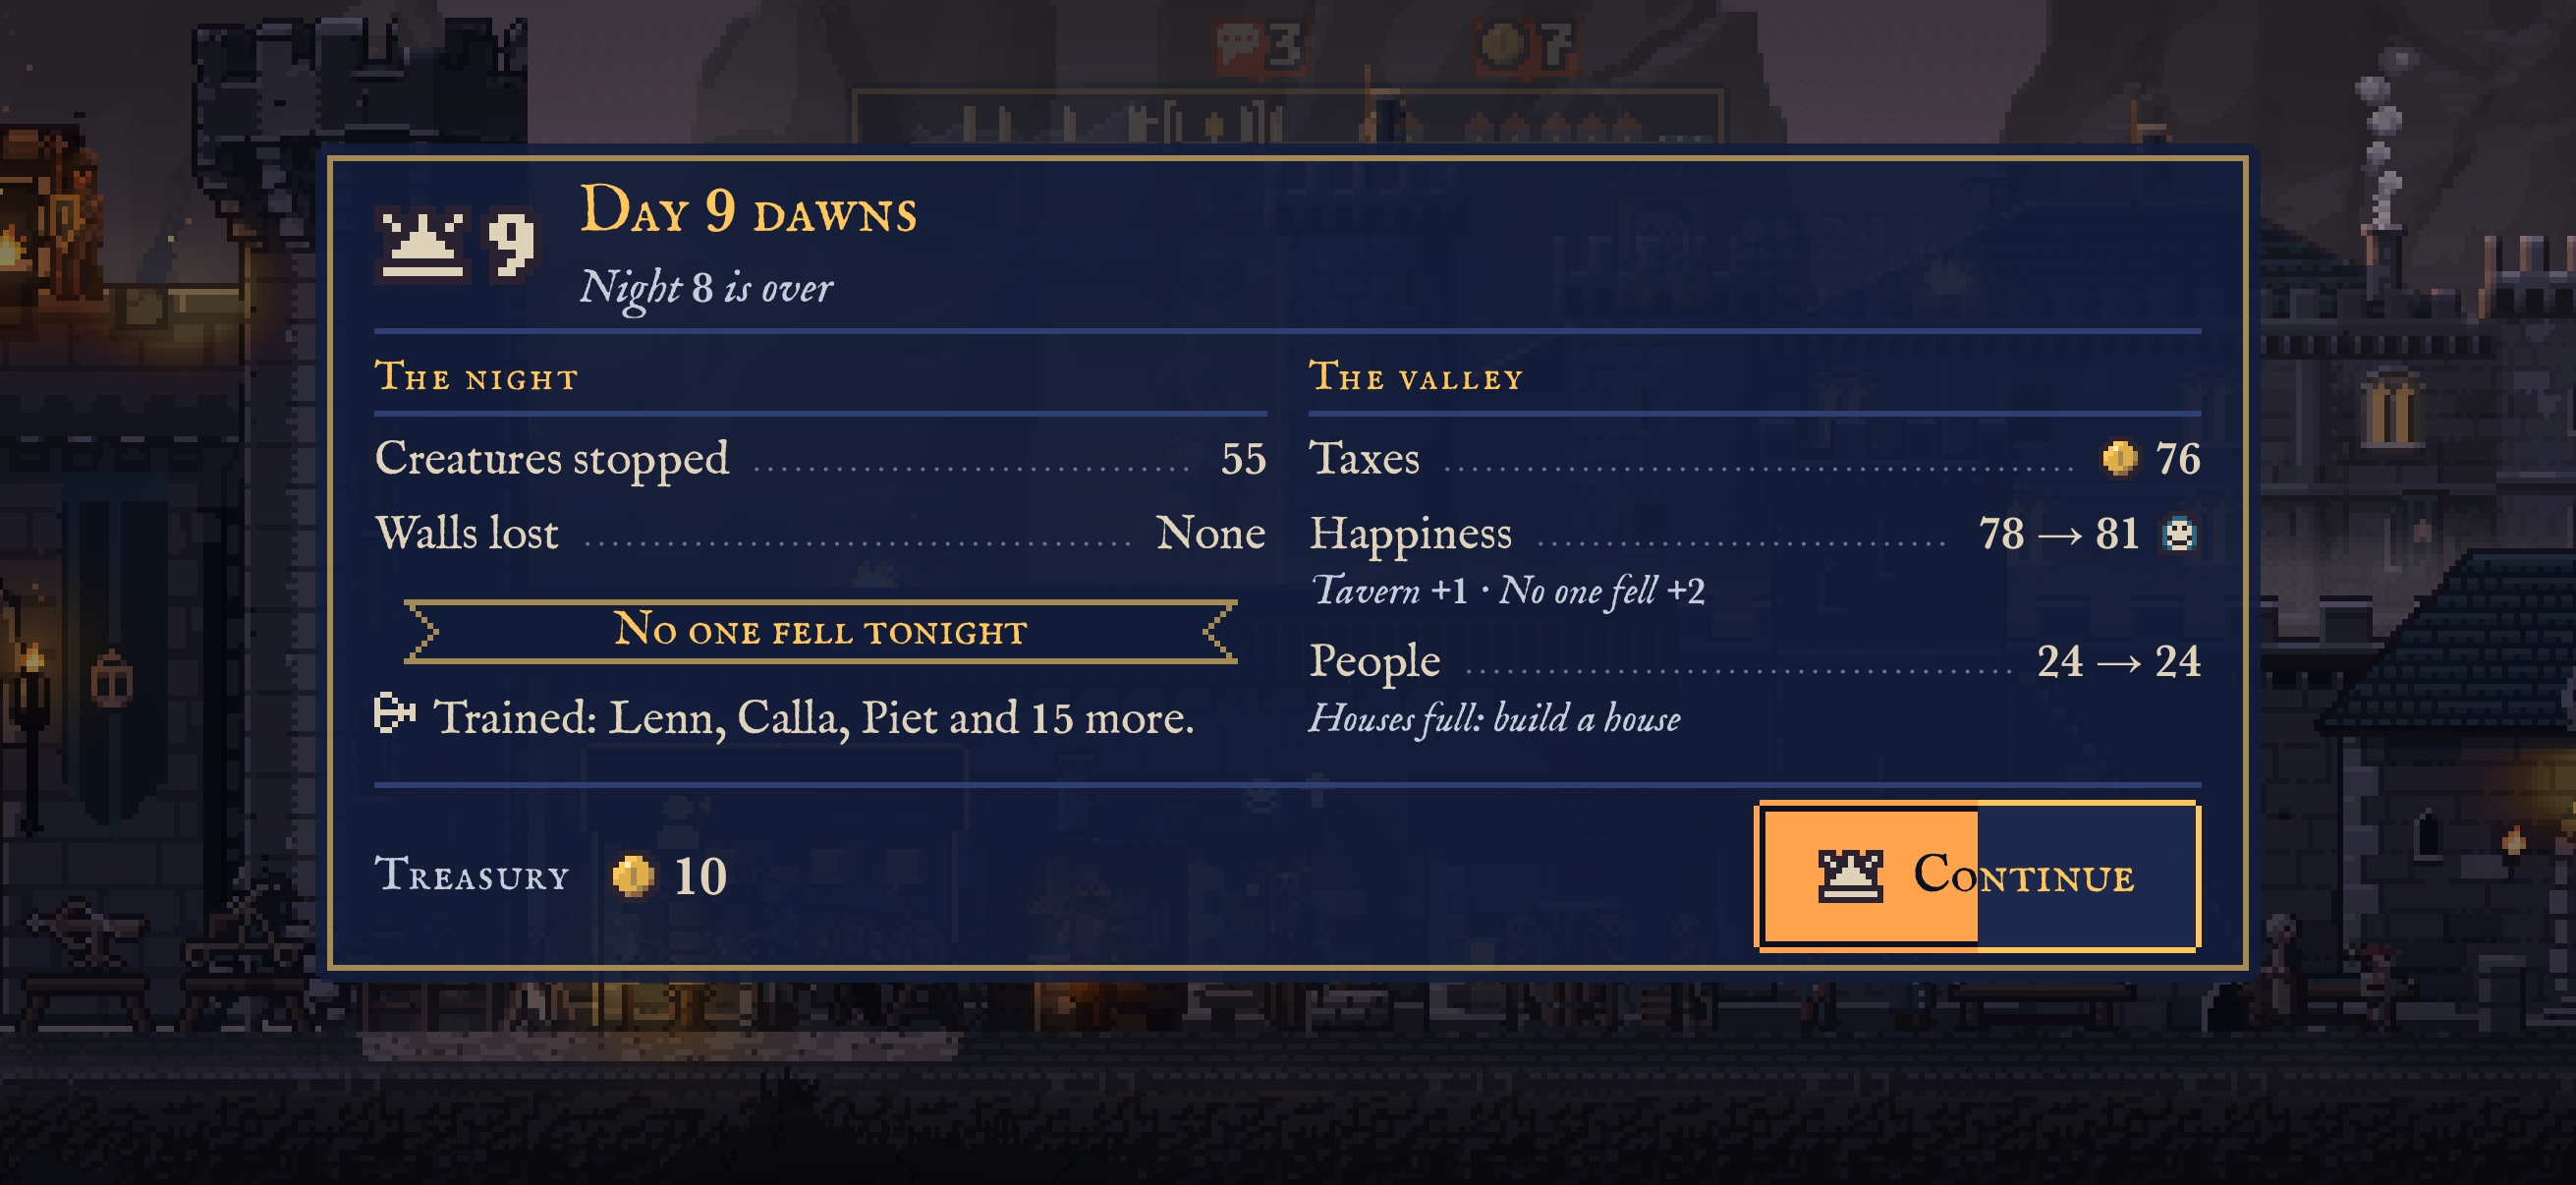 3
7
9
Day 9 dawns
Night 8 is over
The night
Creatures stopped 55
Walls lost None
No one fell tonight
Trained: Lenn, Calla, Piet and 15 more.
The valley
Taxes 76
Happiness 78 → 81
Tavern +1 · No one fell +2
People 24 → 24
Houses full: build a house
Treasury 10
Continue